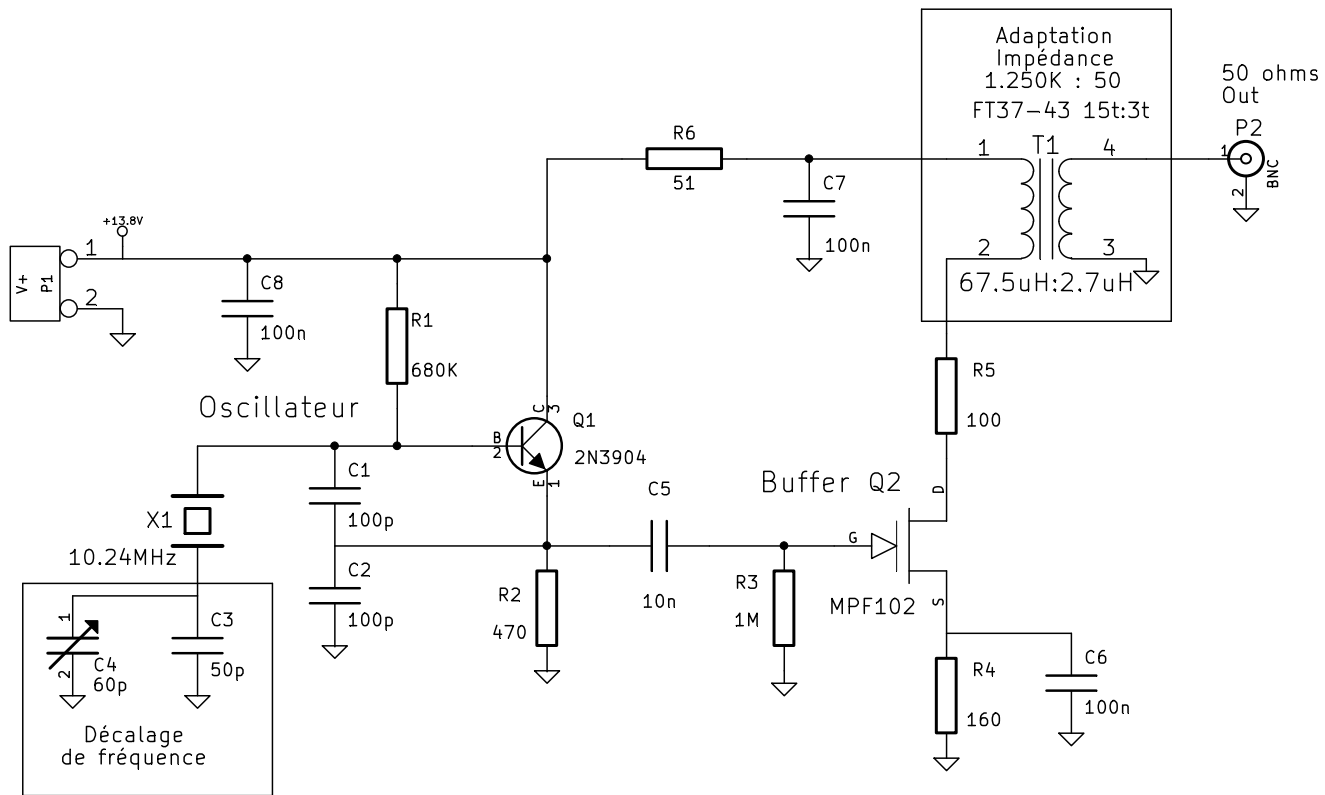 Adaptation
Impédance
1.250K : 50
FT37-43 15t:3t
T1
1
4
2
3
67.5uH:2.7uH
50 ohms
Out
P2
1
2
BNC
R6
51
C7
100n
+13.8V
V+
P1
1
2
C8
100n
R1
680K
Oscillateur
C
3
B
2
Q1
2N3904
E
1
C1
100p
X1
10.24MHz
C2
100p
R2
470
C5
10n
R3
1M
Buffer Q2
G
D
S
MPF102
R5
100
R4
160
C6
100n
1
2
C4
60p
C3
50p
Décalage
de fréquence